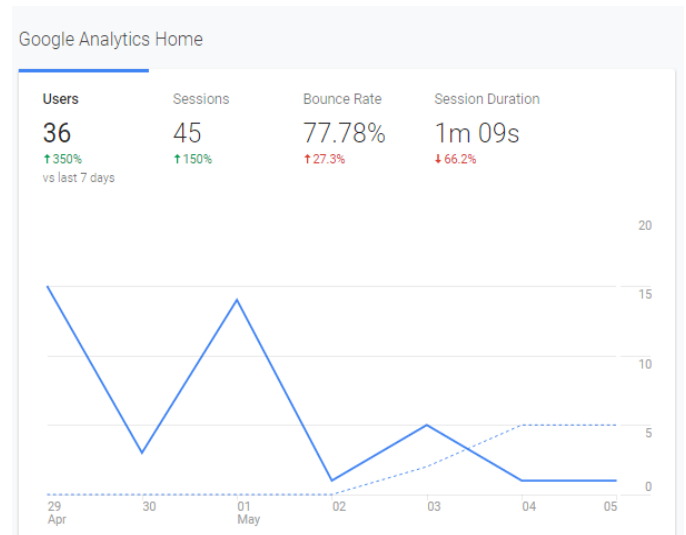 Google Analytics Home
Users Sessions Bounce Rate Session Duration
36 45 77.78% 1m 09s
↑350% ↑150% ↑27.3% ↓66.2%
vs last 7 days
20
15
10
5
0
29 30 01 02 03 04 05
Apr May